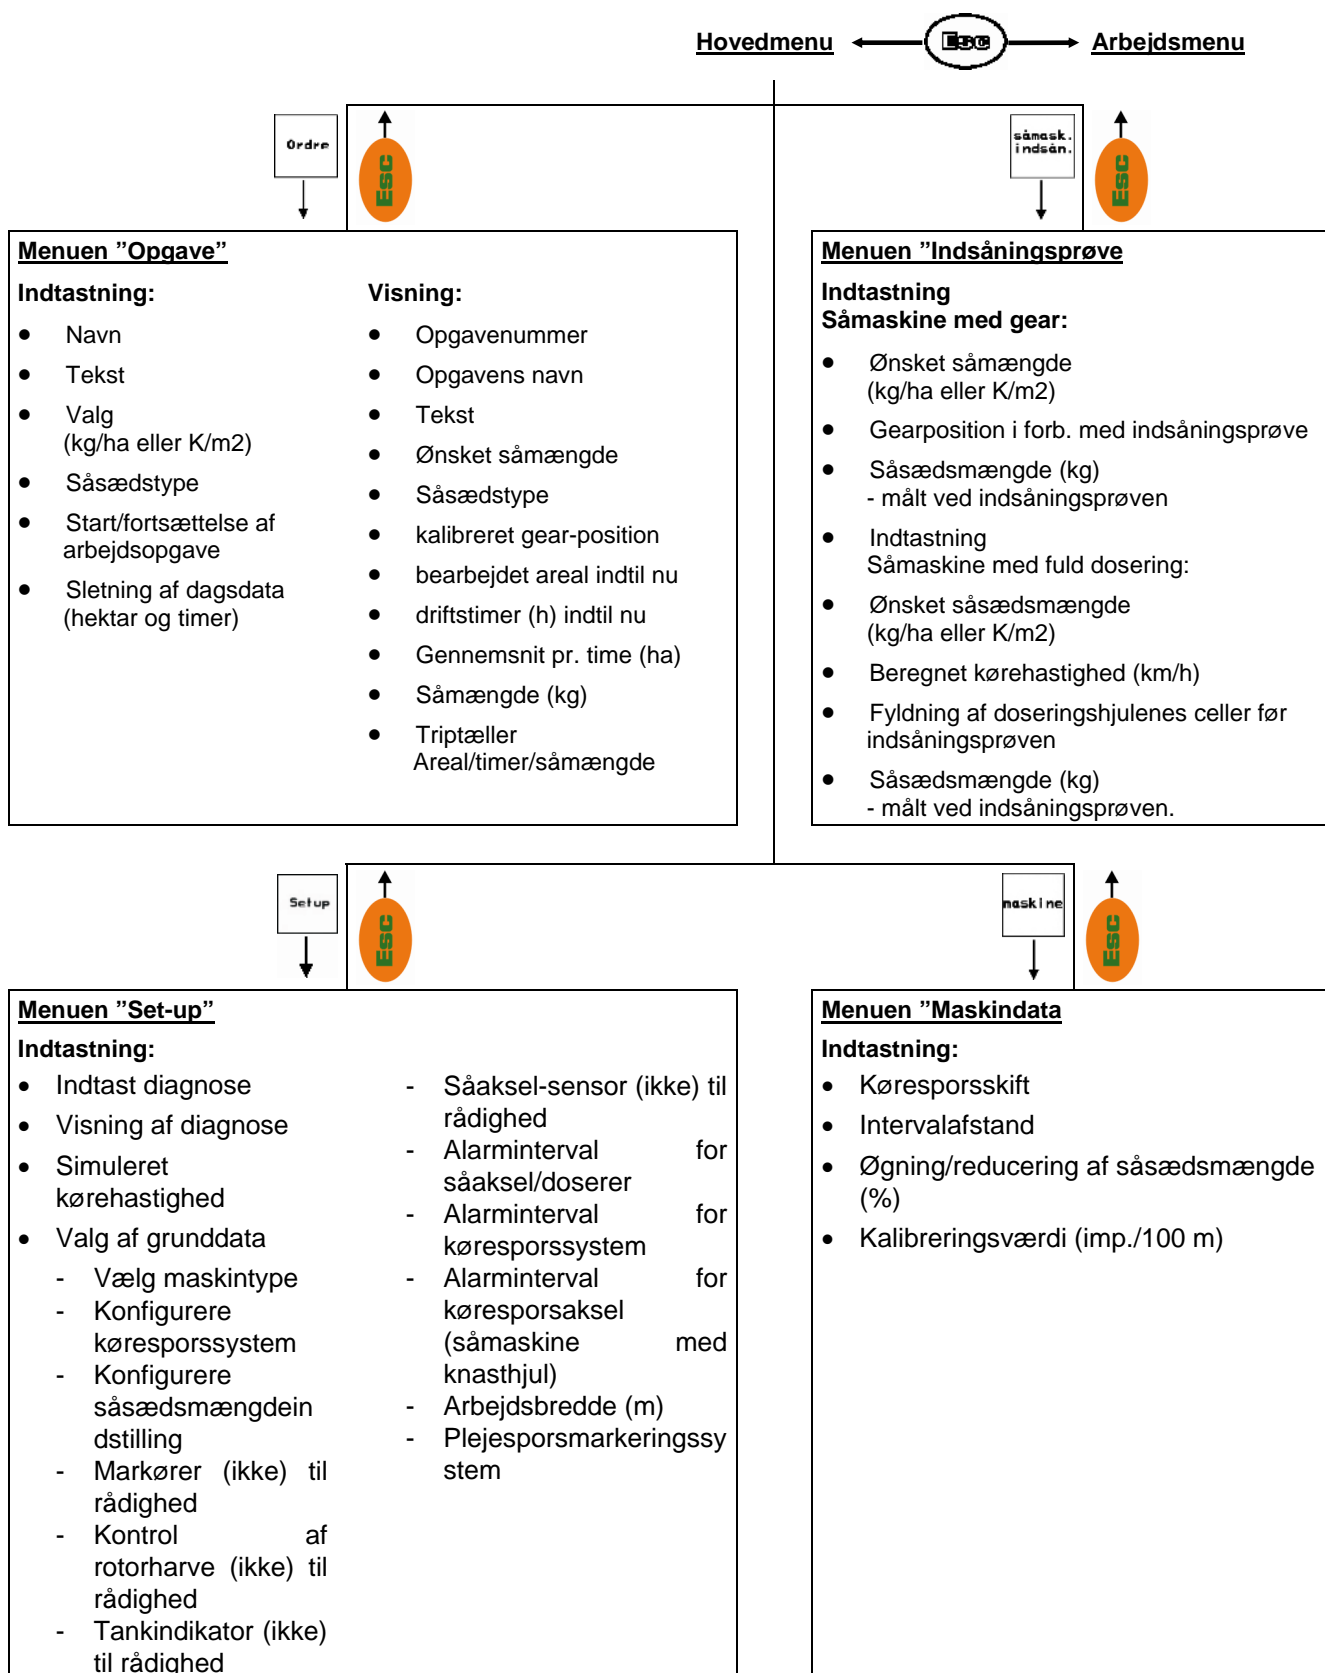 Hovedmenu
Esc
Arbejdsmenu
Ordre
Esc
såmask.
indsån.
Esc
Menuen ”Opgave”
Indtastning:
• Navn
• Tekst
• Valg
(kg/ha eller K/m2)
• Såsædstype
• Start/fortsættelse af
arbejdsopgave
• Sletning af dagsdata
(hektar og timer)
Visning:
• Opgavenummer
• Opgavens navn
• Tekst
• Ønsket såmængde
• Såsædstype
• kalibreret gear-position
• bearbejdet areal indtil nu
• driftstimer (h) indtil nu
• Gennemsnit pr. time (ha)
• Såmængde (kg)
• Triptæller
Areal/timer/såmængde
Menuen ”Indsåningsprøve
Indtastning
Såmaskine med gear:
• Ønsket såmængde
(kg/ha eller K/m2)
• Gearposition i forb. med indsåningsprøve
• Såsædsmængde (kg)
- målt ved indsåningsprøven
• Indtastning
Såmaskine med fuld dosering:
• Ønsket såsædsmængde
(kg/ha eller K/m2)
• Beregnet kørehastighed (km/h)
• Fyldning af doseringshjulenes celler før
indsåningsprøven
• Såsædsmængde (kg)
- målt ved indsåningsprøven.
Setup
Esc
maskine
Esc
Menuen ”Set-up”
Indtastning:
• Indtast diagnose
• Visning af diagnose
• Simuleret
kørehastighed
• Valg af grunddata
- Vælg maskintype
- Konfigurere
køresporssystem
- Konfigurere
såsædsmængdein
dstilling
- Markører (ikke) til
rådighed
- Kontrol af
rotorharve (ikke) til
rådighed
- Tankindikator (ikke)
til rådighed
- Såaksel-sensor (ikke) til
rådighed
- Alarminterval for
såaksel/doserer
- Alarminterval for
køresporssystem
- Alarminterval for
køresporsaksel
(såmaskine med
knasthjul)
- Arbejdsbredde (m)
- Plejesporsmarkeringssy
stem
Menuen ”Maskindata
Indtastning:
• Køresporsskift
• Intervalafstand
• Øgning/reducering af såsædsmængde
(%)
• Kalibreringsværdi (imp./100 m)